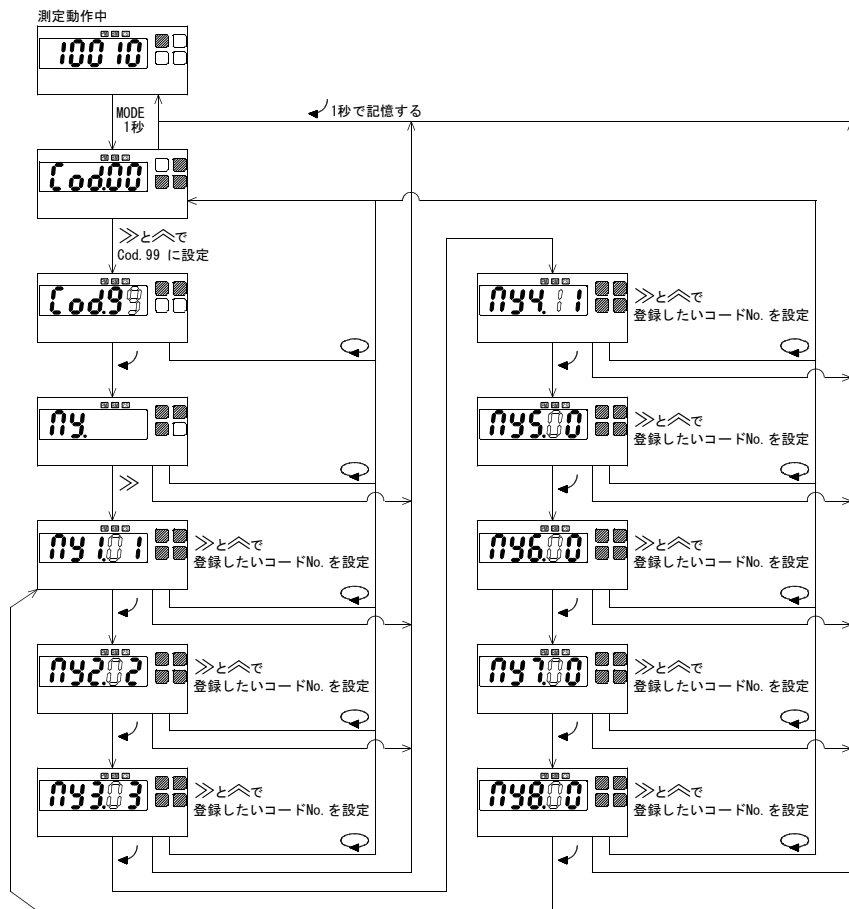 測定動作中
10010
MODE
1秒
1秒で記憶する
Cod.00
≫と︽で
Cod.99 に設定
Cod.99
My.
≫
My1.01
≫と︽で
登録したいコードNo. を設定
My2.02
≫と︽で
登録したいコードNo. を設定
My3.03
≫と︽で
登録したいコードNo. を設定
My4.11
≫と︽で
登録したいコードNo. を設定
My5.00
≫と︽で
登録したいコードNo. を設定
My6.00
≫と︽で
登録したいコードNo. を設定
My7.00
≫と︽で
登録したいコードNo. を設定
My8.00
≫と︽で
登録したいコードNo. を設定